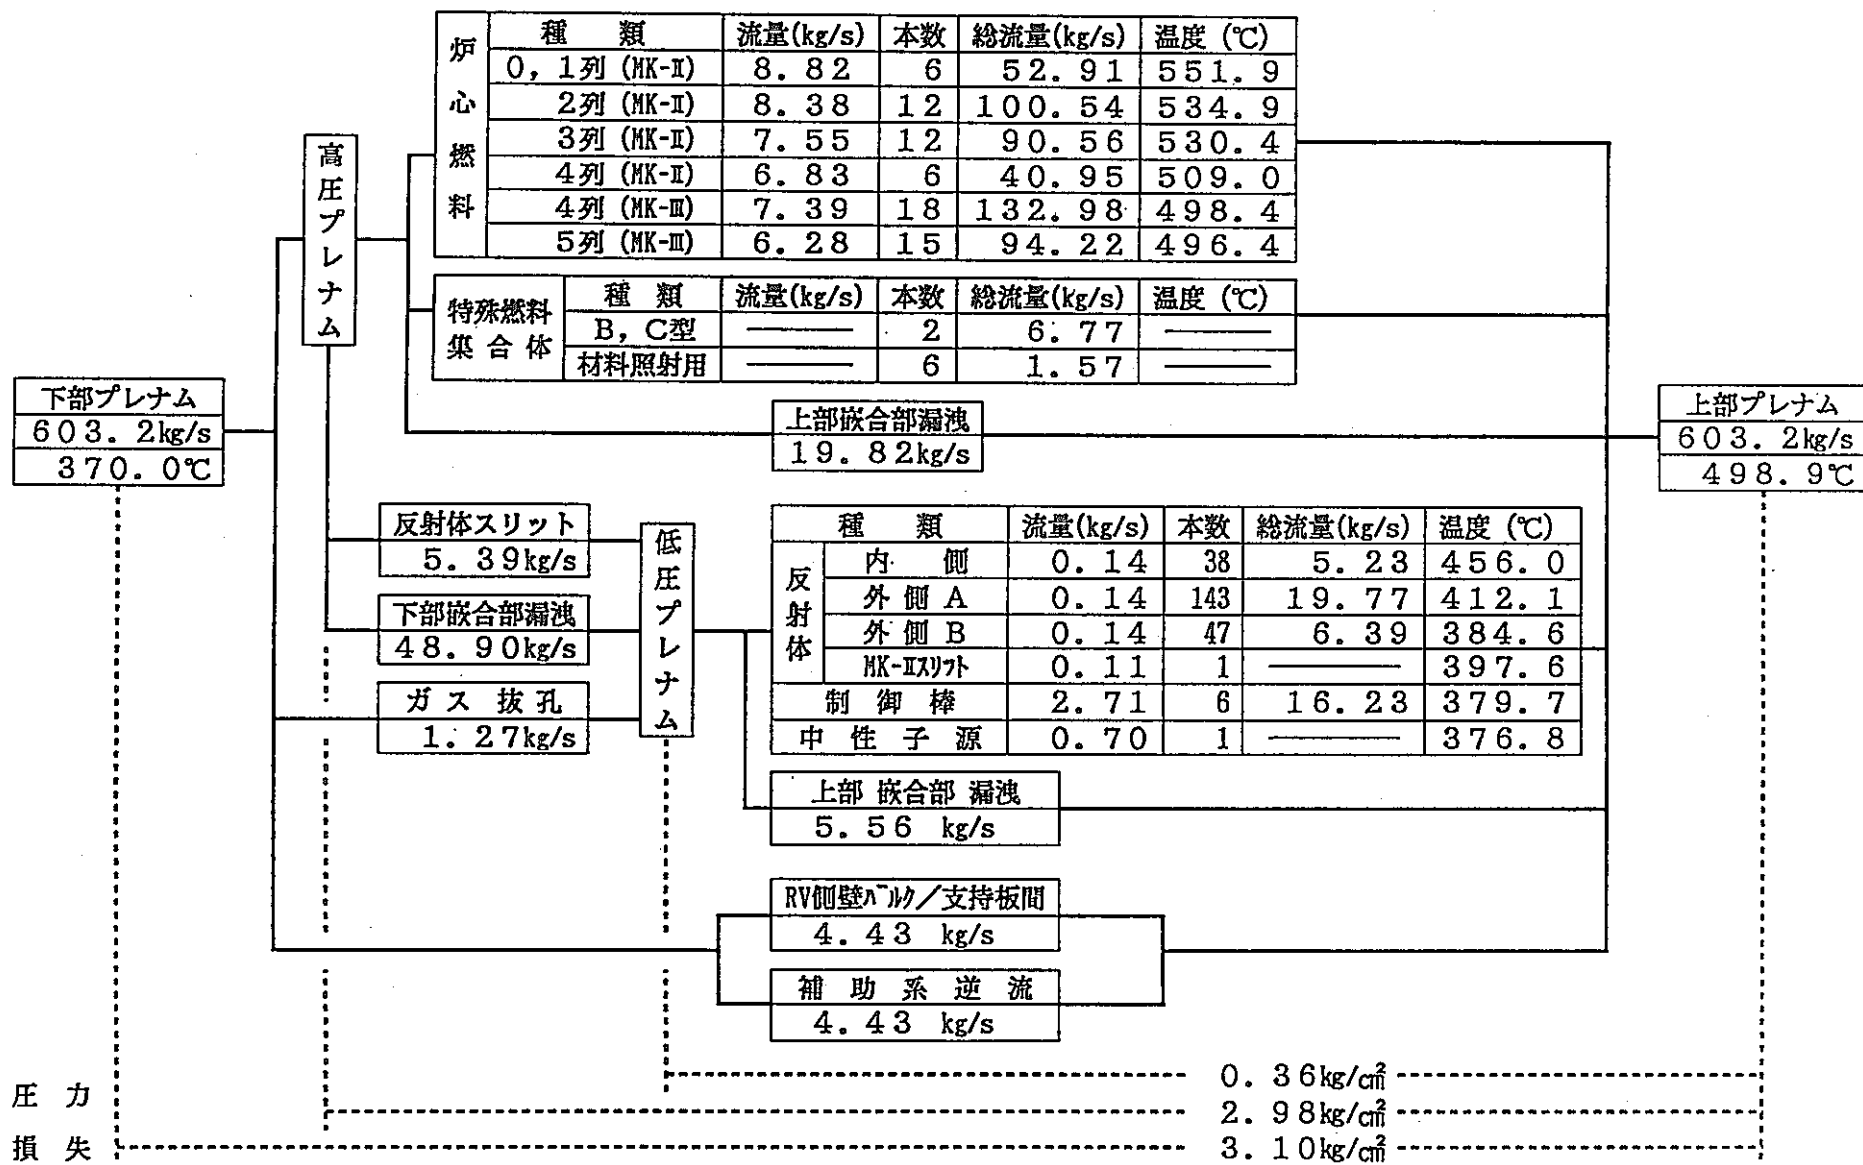 炉心燃料
種 類 流量(kg/s) 本数 総流量(kg/s) 温度 (℃)
0, 1列 (MK-Ⅱ) 8.82 6 52.91 551.9
2列 (MK-Ⅱ) 8.38 12 100.54 534.9
3列 (MK-Ⅱ) 7.55 12 90.56 530.4
4列 (MK-Ⅱ) 6.83 6 40.95 509.0
4列 (MK-Ⅲ) 7.39 18 132.98 498.4
5列 (MK-Ⅲ) 6.28 15 94.22 496.4
高圧プレナム
特殊燃料
集合体
種 類 流量(kg/s) 本数 総流量(kg/s) 温度 (℃)
B, C型 ——— 2 6.77 ———
材料照射用 ——— 6 1.57 ———
下部プレナム
603.2kg/s
370.0℃
上部嵌合部漏洩
19.82kg/s
上部プレナム
603.2kg/s
498.9℃
反射体スリット
5.39kg/s
下部嵌合部漏洩
48.90kg/s
ガス抜孔
1.27kg/s
低圧プレナム
種 類 流量(kg/s) 本数 総流量(kg/s) 温度 (℃)
反射体
内 側 0.14 38 5.23 456.0
外側A 0.14 143 19.77 412.1
外側B 0.14 47 6.39 384.6
MK-Ⅱスリフト 0.11 1 ——— 397.6
制御棒 2.71 6 16.23 379.7
中性子源 0.70 1 ——— 376.8
上部 嵌合部 漏洩
5.56 kg/s
RV側壁バルク/支持板間
4.43 kg/s
補助系逆流
4.43 kg/s
圧力
損失
0.36kg/c㎡
2.98kg/c㎡
3.10kg/c㎡